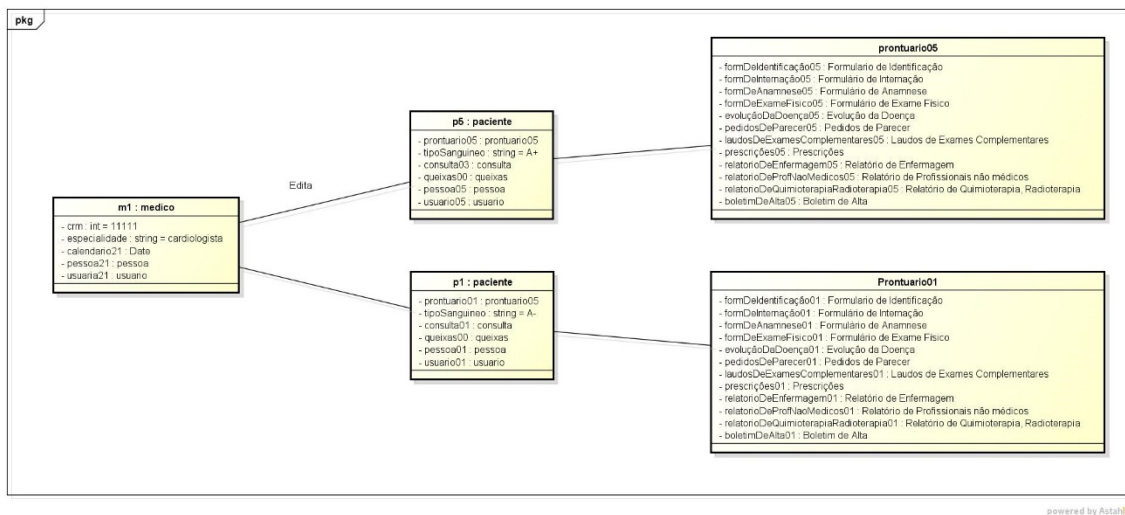 pkg
m1 : medico
- crm : int = 11111
- especialidade : string = cardiologista
- calendario21 : Date
- pessoa21 : pessoa
- usuaria21 : usuario
Edita
p5 : paciente
- prontuario05 : prontuario05
- tipoSanguineo : string = A+
- consulta03 : consulta
- queixas00 : queixas
- pessoa05 : pessoa
- usuario05 : usuario
p1 : paciente
- prontuario01 : prontuario05
- tipoSanguineo : string = A-
- consulta01 : consulta
- queixas00 : queixas
- pessoa01 : pessoa
- usuario01 : usuario
prontuario05
- formDeIdentificação05 : Formulario de Identificação
- formDeInternação05 : Formulário de Internação
- formDeAnamnese05 : Formulário de Anamnese
- formDeExameFisico05 : Formulário de Exame Físico
- evoluçãoDaDoença05 : Evolução da Doença
- pedidosDeParecer05 : Pedidos de Parecer
- laudosDeExamesComplementares05 : Laudos de Exames Complementares
- prescrições05 : Prescrições
- relatorioDeEnfermagem05 : Relatório de Enfermagem
- relatorioDeProfNaoMedicos05 : Relatório de Profissionais não médicos
- relatorioDeQuimioterapiaRadioterapia05 : Relatório de Quimioterapia, Radioterapia
- boletimDeAlta05 : Boletim de Alta
Prontuario01
- formDeIdentificação01 : Formulario de Identificação
- formDeInternação01 : Formulário de Internação
- formDeAnamnese01 : Formulário de Anamnese
- formDeExameFisico01 : Formulário de Exame Físico
- evoluçãoDaDoença01 : Evolução da Doença
- pedidosDeParecer01 : Pedidos de Parecer
- laudosDeExamesComplementares01 : Laudos de Exames Complementares
- prescrições01 : Prescrições
- relatorioDeEnfermagem01 : Relatório de Enfermagem
- relatorioDeProfNaoMedicos01 : Relatório de Profissionais não médicos
- relatorioDeQuimioterapiaRadioterapia01 : Relatório de Quimioterapia, Radioterapia
- boletimDeAlta01 : Boletim de Alta
powered by Astah